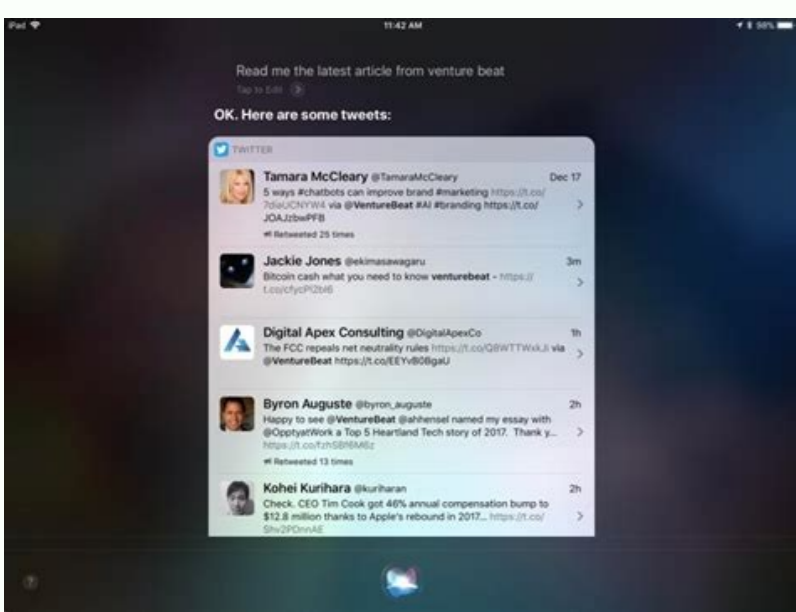 iPad 11:42 AM 98%
Read me the latest article from venture beat
Tap to Edit
OK. Here are some tweets:
TWITTER
Tamara McCleary @TamaraMcCleary Dec 17
5 ways #chatbots can improve brand #marketing https://t.co/
7diaUCNYW4 via @VentureBeat #AI #branding https://t.co/
JOAJzbwPFB
Retweeted 25 times
Jackie Jones @ekimasawagaru 3m
Bitcoin cash what you need to know venturebeat - https://
t.co/cfycPl2bI6
Digital Apex Consulting @DigitalApexCo 1h
The FCC repeals net neutrality rules https://t.co/Q8WTTWxkJi via
@VentureBeat https://t.co/EEYvB0BgaU
Byron Auguste @byron_auguste 2h
Happy to see @VentureBeat @ahhensel named my essay with
@OpptyatWork a Top 5 Heartland Tech story of 2017. Thank y...
https://t.co/fzhSBf6M6z
Retweeted 13 times
Kohei Kurihara @kuriharan 2h
Check. CEO Tim Cook got 46% annual compensation bump to
$12.8 million thanks to Apple's rebound in 2017... https://t.co/
Shv2PDnnAE
?